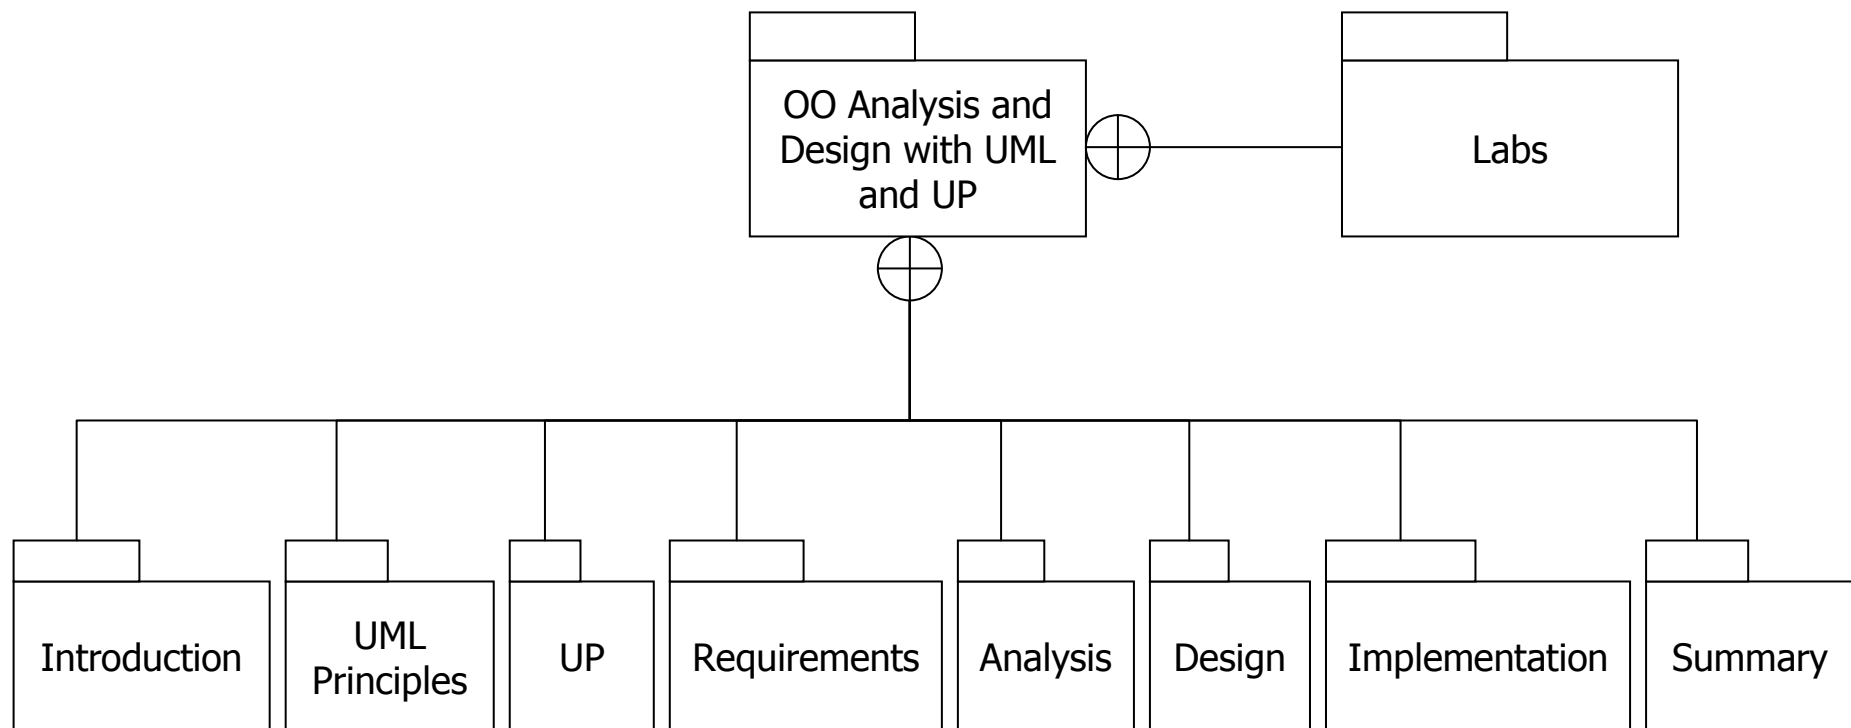 OO Analysis and
Design with UML
and UP
Labs
Introduction
UML
Principles
UP
Requirements
Analysis
Design
Implementation
Summary